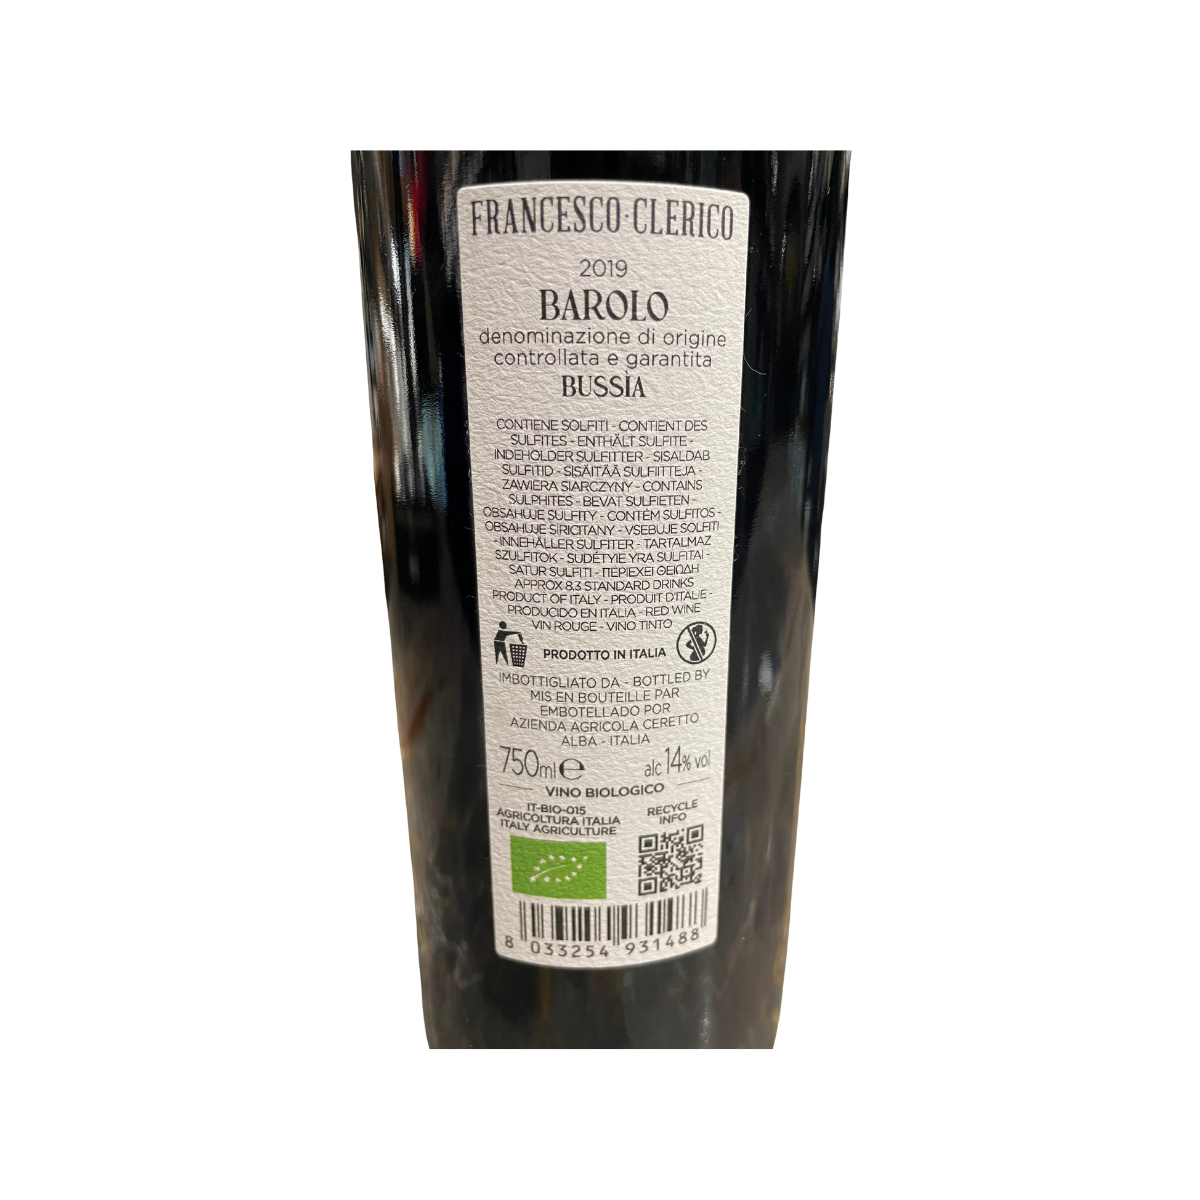 FRANCESCO·CLERICO
2019
BAROLO
denominazione di origine
controllata e garantita
BUSSÌA
CONTIENE SOLFITI - CONTIENT DES
SULFITES - ENTHÄLT SULFITE -
INDEHOLDER SULFITTER - SISALDAB
SULFITID - SISÄITÄÄ SULFIITTEJA -
ZAWIERA SIARCZYNY - CONTAINS
SULPHITES - BEVAT SULFIETEN -
OBSAHUJE SULFITY - CONTÉM SULFITOS -
OBSAHUJE SIRICITANY - VSEBUJE SOLFITI
- INNEHÅLLER SULFITER - TARTALMAZ
SZULFITOK - SUDÉTYIE YRA SULFITAI -
SATUR SULFITI - ΠΕΡΙΕΧΕΙ ΘΕΙΩΔΗ
APPROX 8.3 STANDARD DRINKS
PRODUCT OF ITALY - PRODUIT D'ITALIE -
PRODUCIDO EN ITALIA - RED WINE
VIN ROUGE - VINO TINTO
PRODOTTO IN ITALIA
IMBOTTIGLIATO DA - BOTTLED BY
MIS EN BOUTEILLE PAR
EMBOTELLADO POR
AZIENDA AGRICOLA CERETTO
ALBA - ITALIA
750ml e alc 14% vol
VINO BIOLOGICO
IT-BIO-015
AGRICOLTURA ITALIA
ITALY AGRICULTURE
RECYCLE
INFO
8 033254 931488